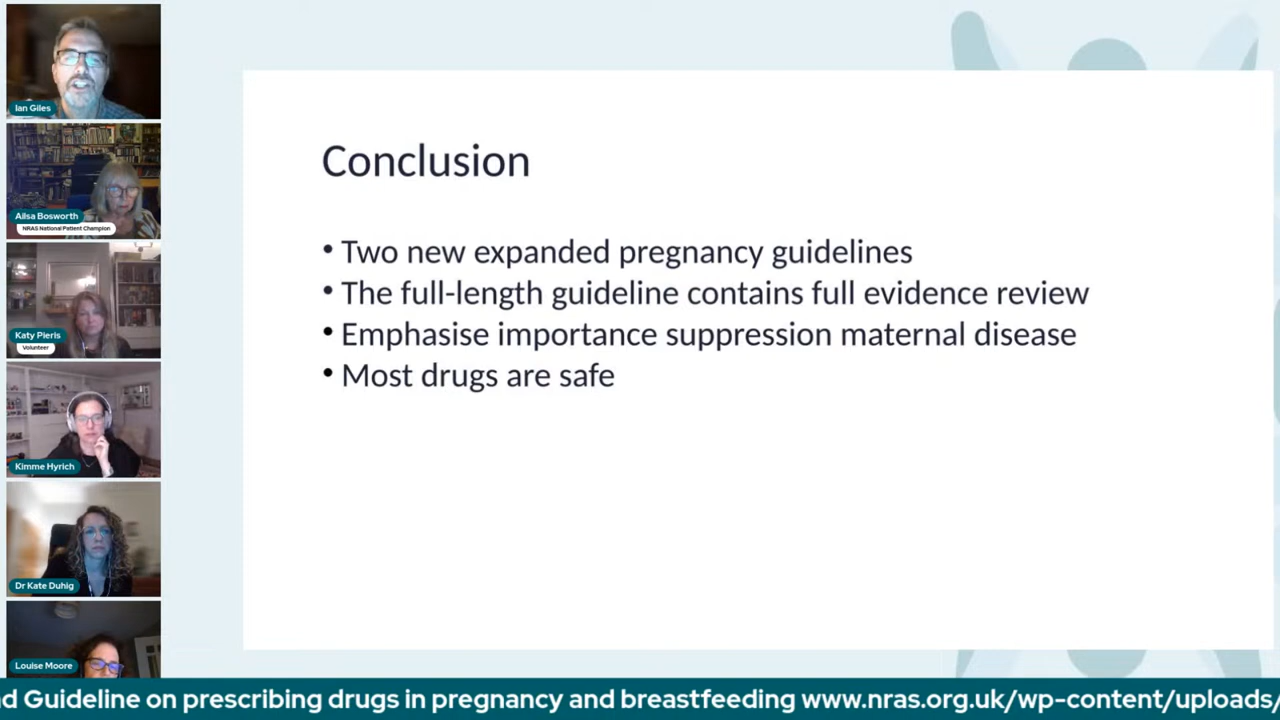 Ian Giles
Ailsa Bosworth
NRAS National Patient Champion
Katy Pieris
Volunteer
Kimme Hyrich
Dr Kate Duhig
Louise Moore
Conclusion
• Two new expanded pregnancy guidelines
• The full-length guideline contains full evidence review
• Emphasise importance suppression maternal disease
• Most drugs are safe
d Guideline on prescribing drugs in pregnancy and breastfeeding www.nras.org.uk/wp-content/uploads/